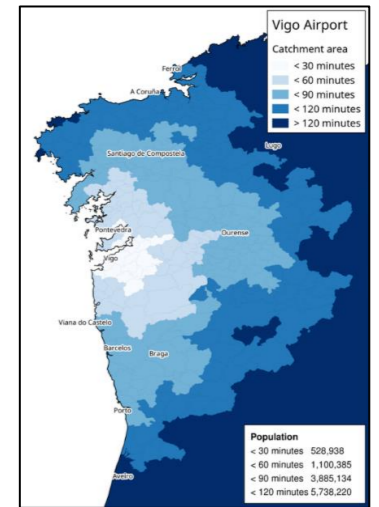 Vigo Airport
Catchment area
< 30 minutes
< 60 minutes
< 90 minutes
< 120 minutes
> 120 minutes
Ferrol
A Coruña
Lugo
Santiago de Compostela
Pontevedra
Ourense
Vigo
Viana do Castelo
Barcelos
Braga
Porto
Aveiro
Population
< 30 minutes 528,938
< 60 minutes 1,100,385
< 90 minutes 3,885,134
< 120 minutes 5,738,220